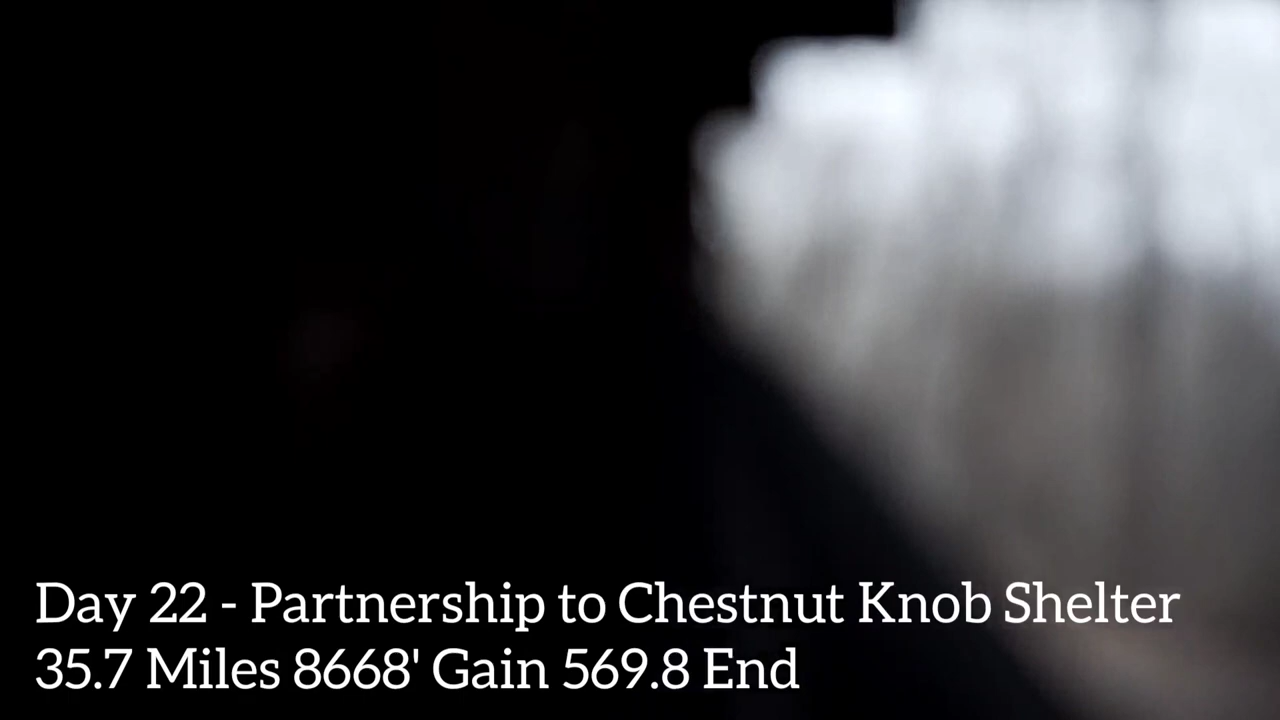 Day 22 - Partnership to Chestnut Knob Shelter
35.7 Miles 8668' Gain 569.8 End